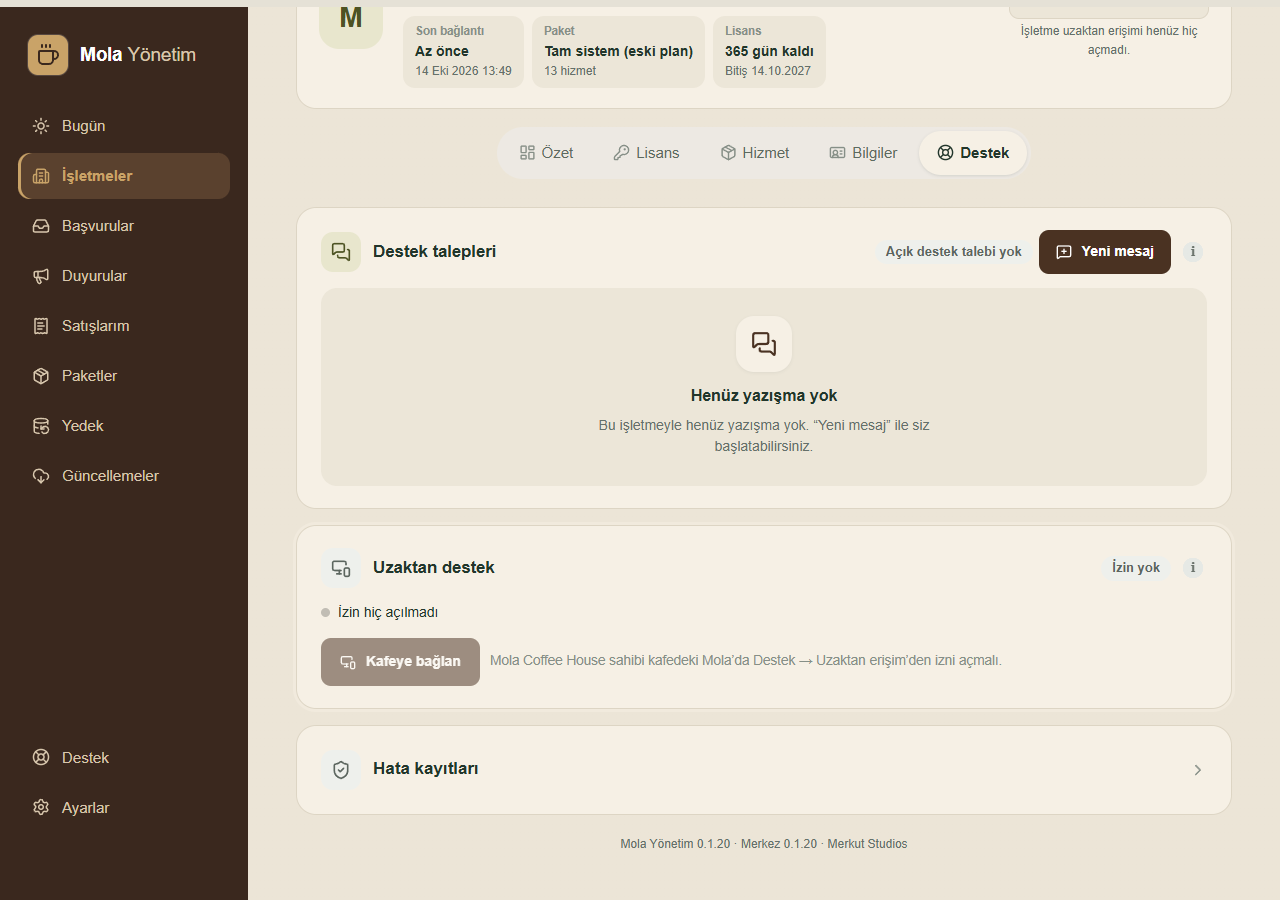 Mola Yönetim
Bugün
İşletmeler
Başvurular
Duyurular
Satışlarım
Paketler
Yedek
Güncellemeler
Destek
Ayarlar
M
Son bağlantı
Az önce
14 Eki 2026 13:49
Paket
Tam sistem (eski plan)
13 hizmet
Lisans
365 gün kaldı
Bitiş 14.10.2027
İşletme uzaktan erişimi henüz hiç
açmadı.
Özet
Lisans
Hizmet
Bilgiler
Destek
Destek talepleri
Açık destek talebi yok
Yeni mesaj
i
Henüz yazışma yok
Bu işletmeyle henüz yazışma yok. “Yeni mesaj” ile siz
başlatabilirsiniz.
Uzaktan destek
İzin yok
i
İzin hiç açılmadı
Kafeye bağlan
Mola Coffee House sahibi kafedeki Mola’da Destek → Uzaktan erişim’den izni açmalı.
Hata kayıtları
Mola Yönetim 0.1.20 · Merkez 0.1.20 · Merkut Studios